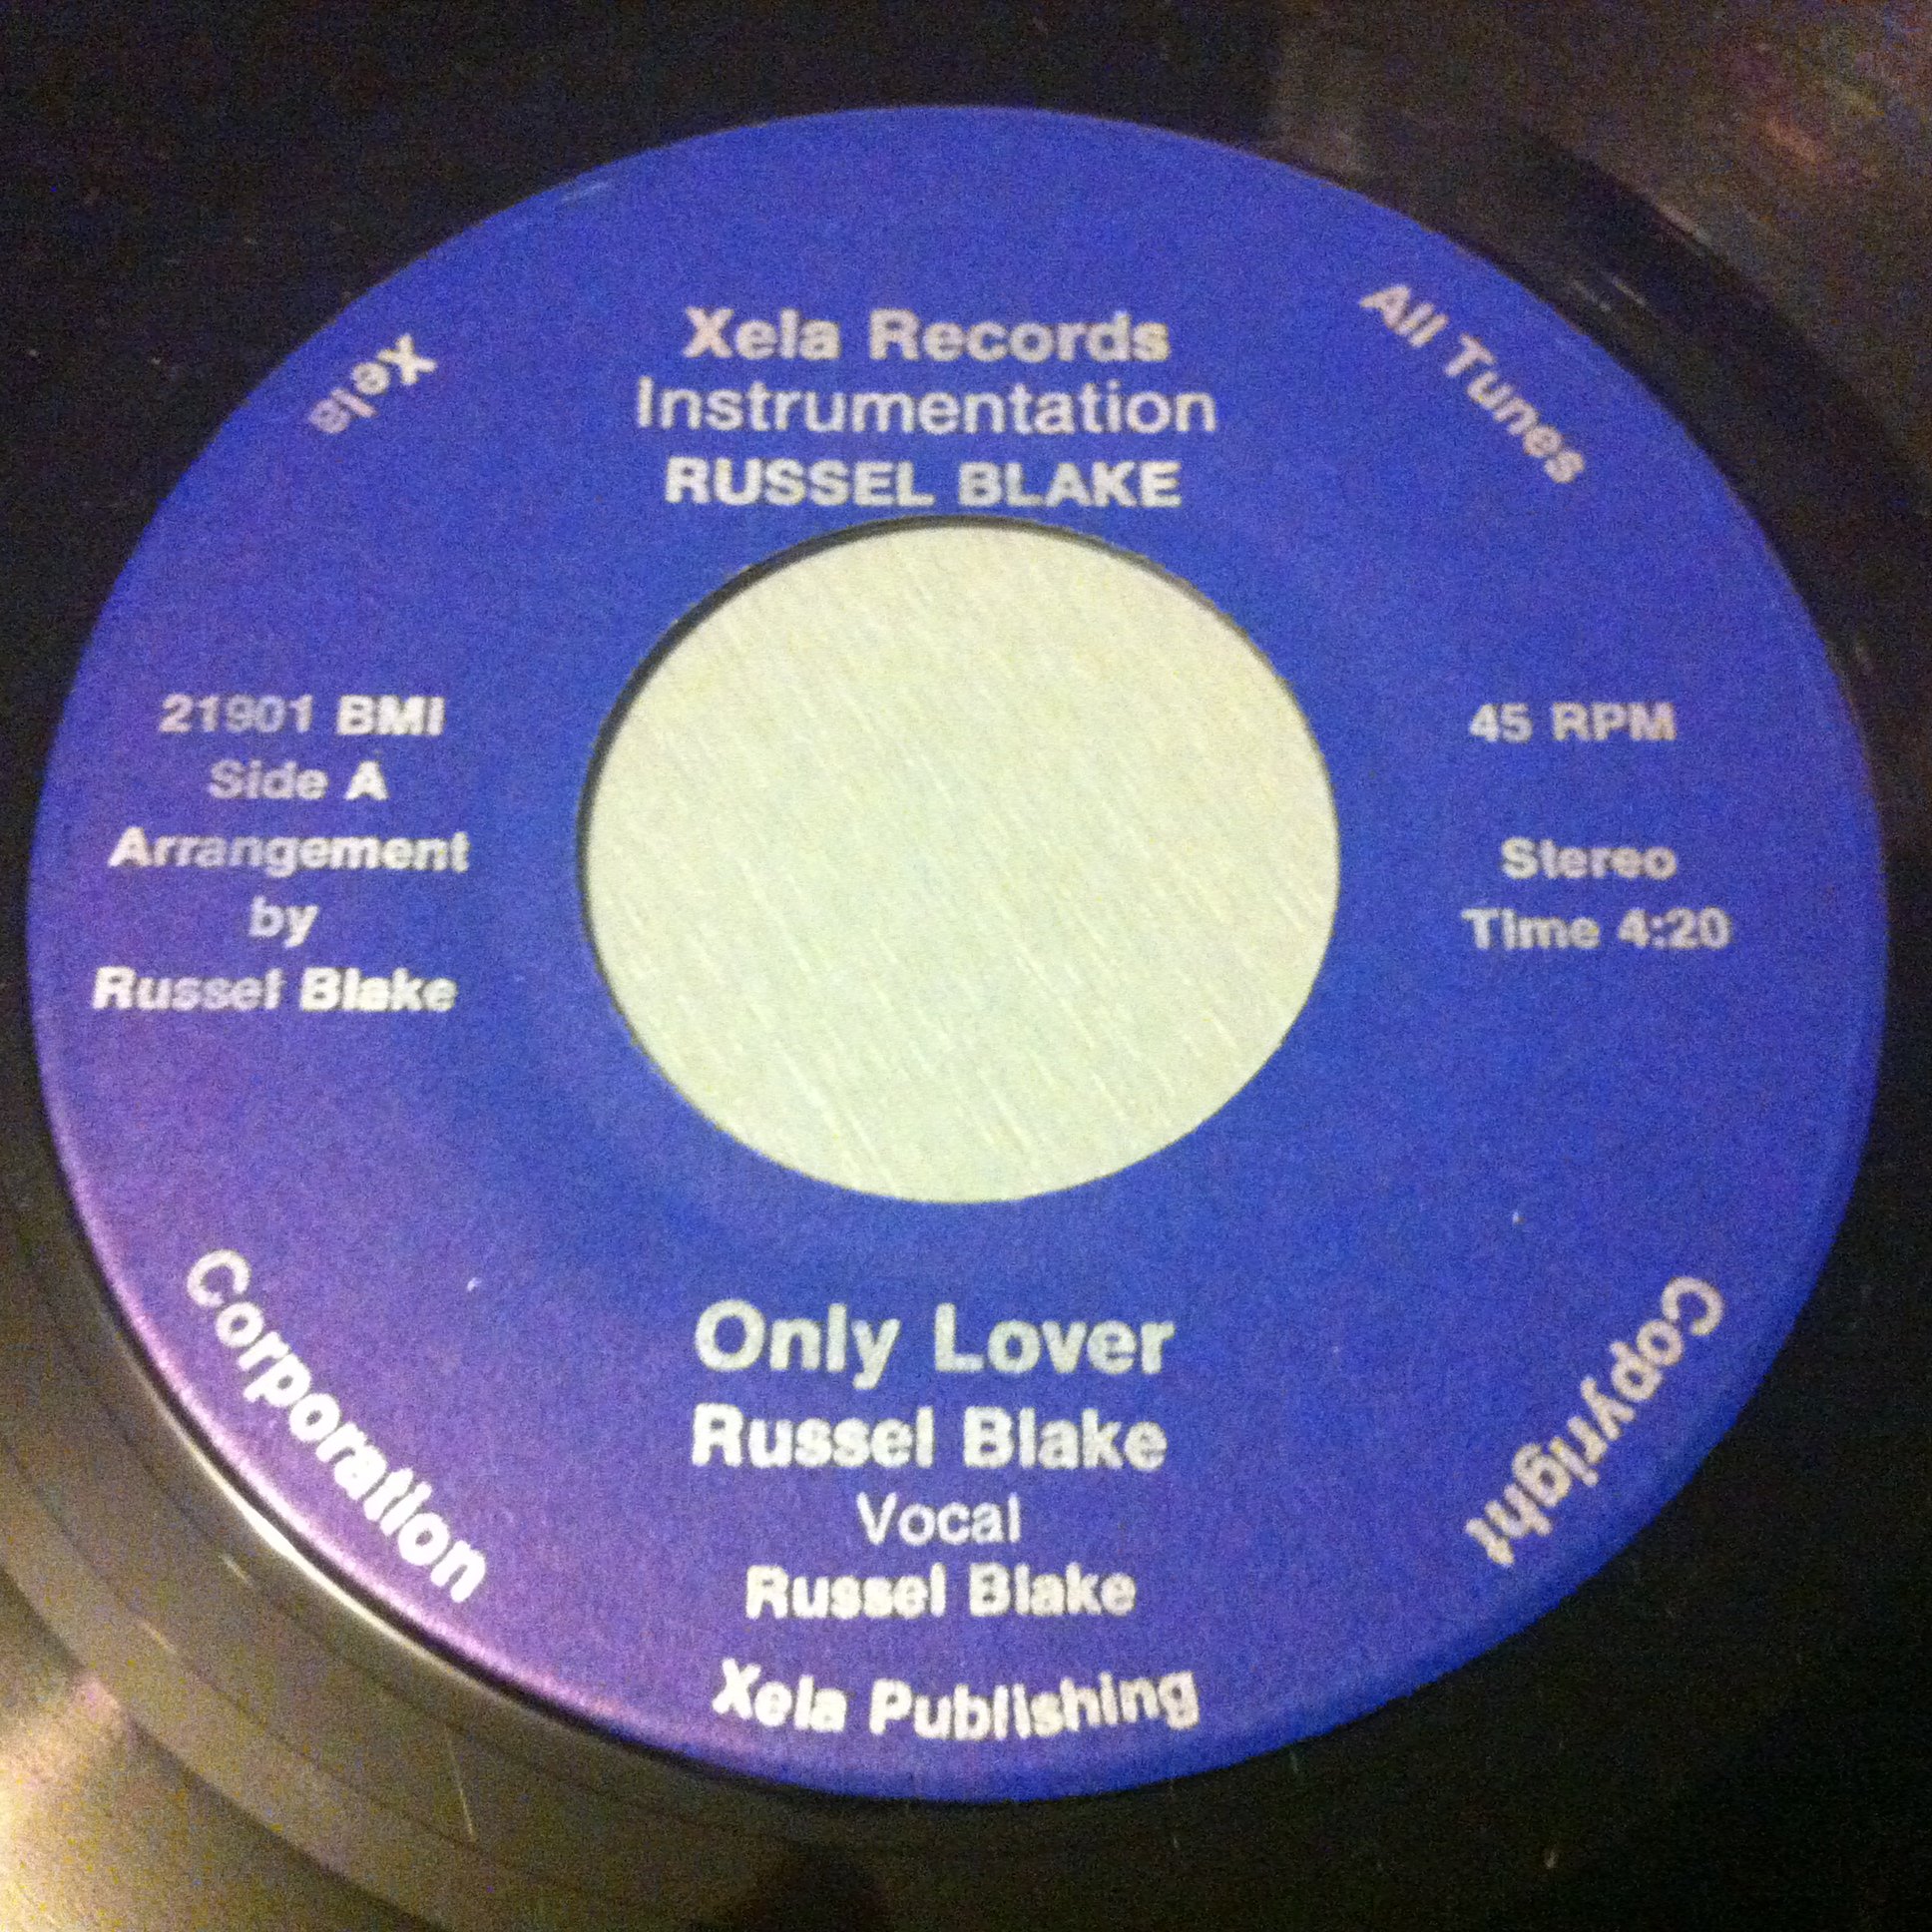 Xela Records
Instrumentation
RUSSEL BLAKE
Xela
All Tunes
21901 BMI
Side A
Arrangement
by
Russel Blake
45 RPM
Stereo
Time 4:20
Only Lover
Russel Blake
Vocal
Russel Blake
Xela Publishing
Corporation
Copyright